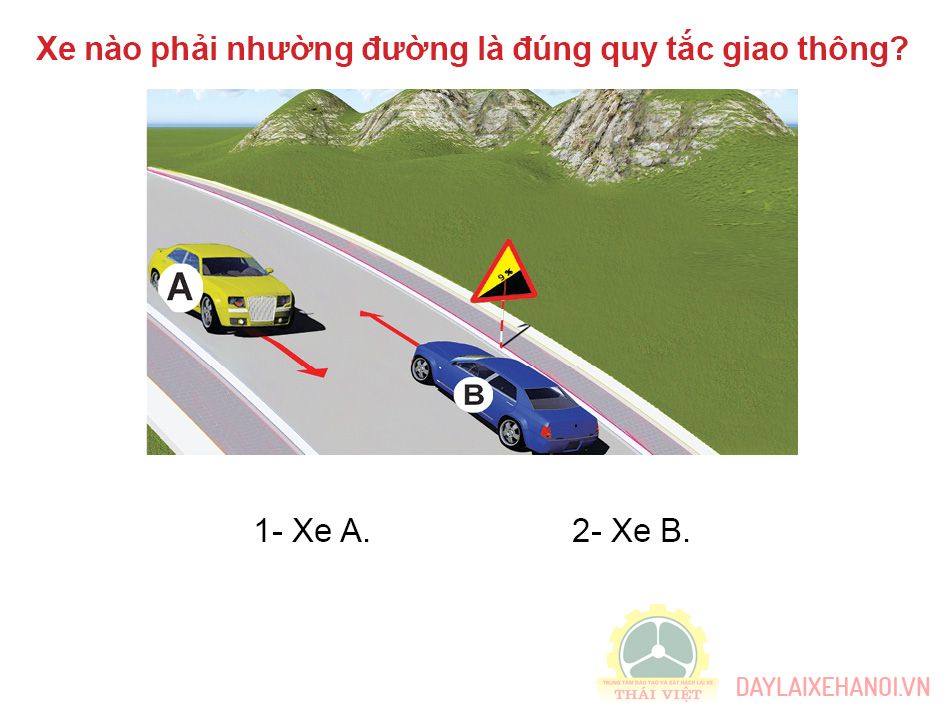 Xe nào phải nhường đường là đúng quy tắc giao thông?
A
9%
B
1- Xe A.
2- Xe B.
TRUNG TÂM ĐÀO TẠO VÀ SÁT HẠCH LÁI XE
THÁI VIỆT
DAYLAIXEHANOI.VN